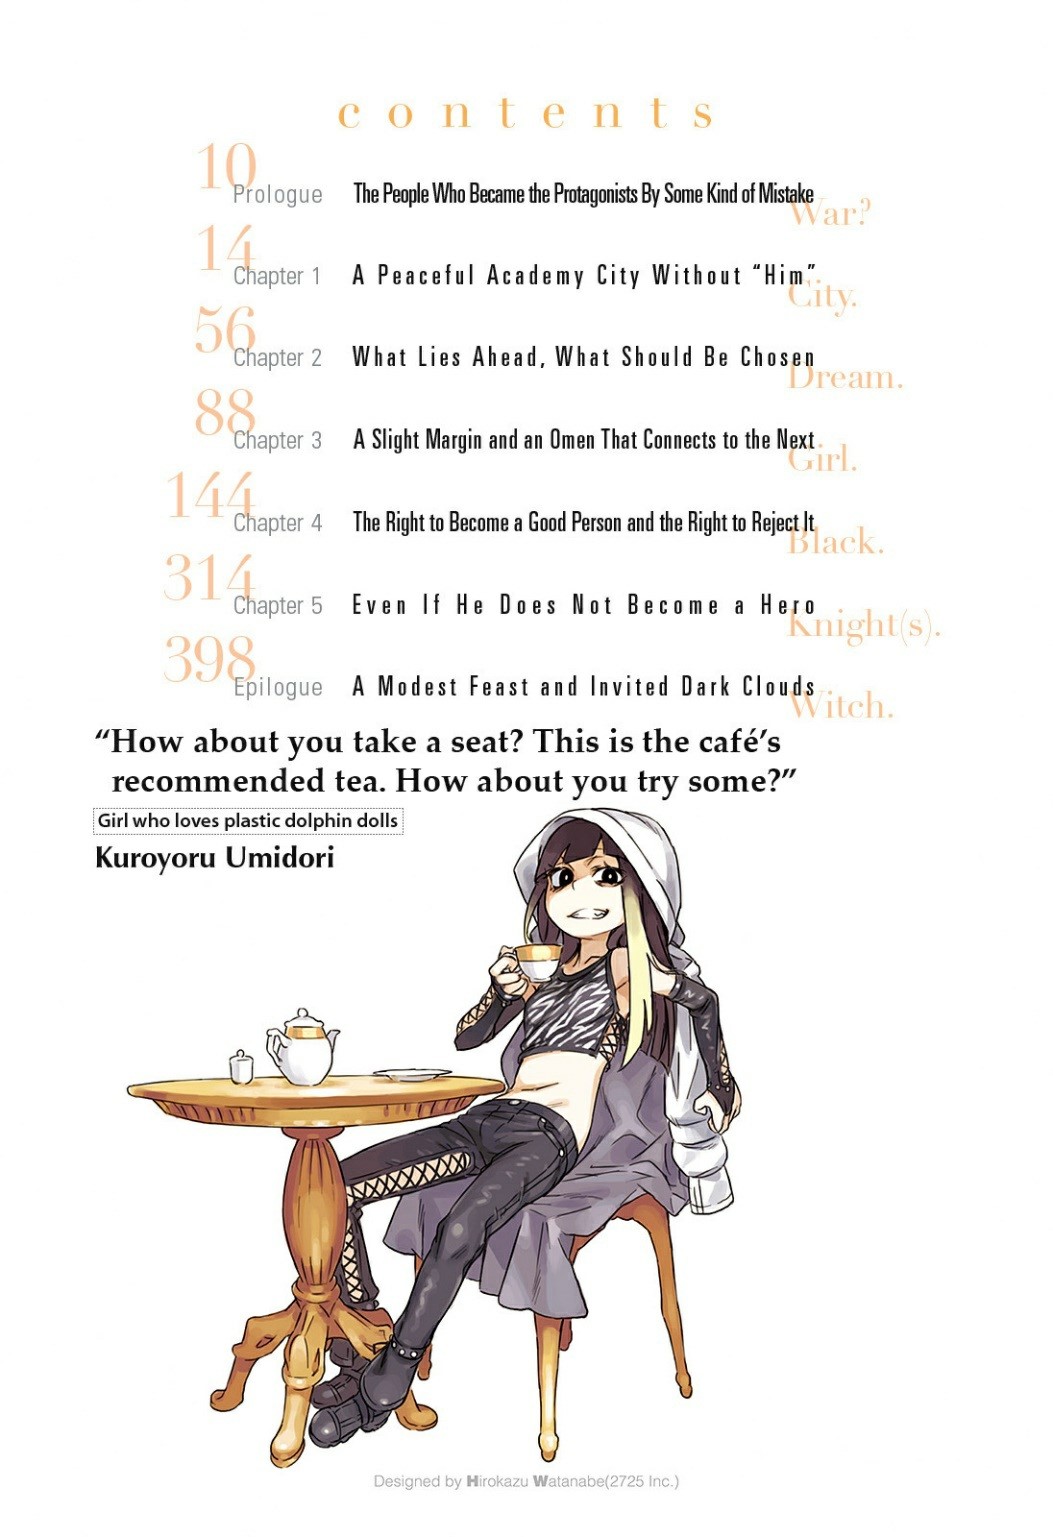 contents
10
Prologue The People Who Became the Protagonists By Some Kind of Mistake
War?
14
Chapter 1 A Peaceful Academy City Without “Him”
City.
56
Chapter 2 What Lies Ahead, What Should Be Chosen
Dream.
88
Chapter 3 A Slight Margin and an Omen That Connects to the Next
Girl.
144
Chapter 4 The Right to Become a Good Person and the Right to Reject It
Black.
314
Chapter 5 Even If He Does Not Become a Hero
Knight(s).
398
Epilogue A Modest Feast and Invited Dark Clouds
Witch.
“How about you take a seat? This is the café’s
recommended tea. How about you try some?”
Girl who loves plastic dolphin dolls
Kuroyoru Umidori
Designed by Hirokazu Watanabe(2725 Inc.)